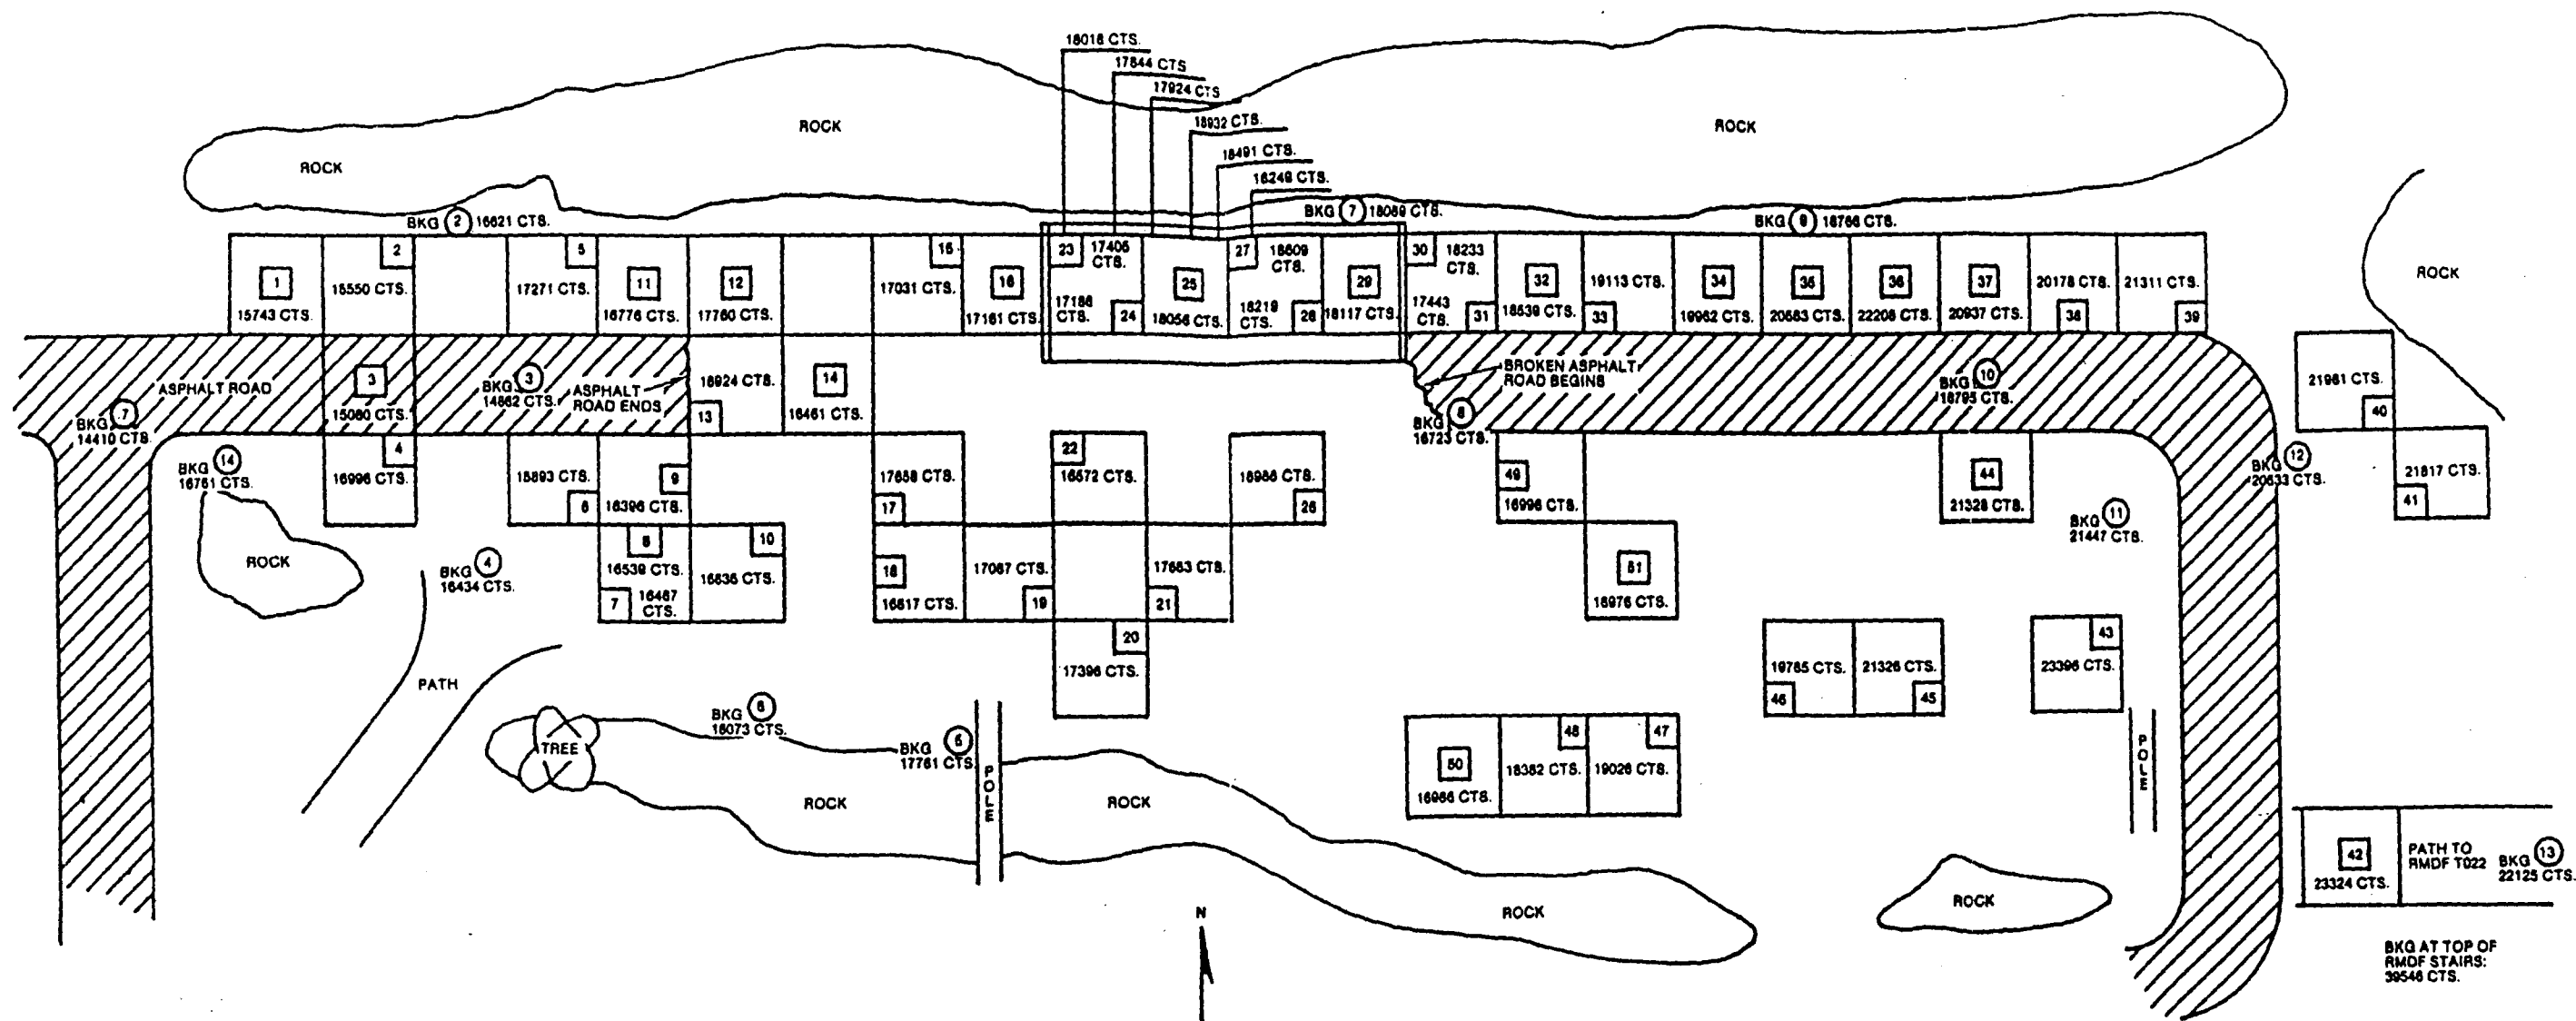 18018 CTS.
17844 CTS
17924 CTS
18932 CTS.
18491 CTS.
18249 CTS.
ROCK
ROCK
ROCK
BKG 2 16621 CTS.
BKG 7 18089 CTS.
BKG 9 18766 CTS.
ROCK
1
15743 CTS.
2
15550 CTS.
5
17271 CTS.
11
16776 CTS.
12
17760 CTS.
15
17031 CTS.
16
17161 CTS.
23 17405
CTS.
17186
CTS. 24
25
18056 CTS.
27 18609
CTS.
18219
CTS. 28
29
18117 CTS.
30 18233
CTS.
17443
CTS. 31
32
18539 CTS.
19113 CTS.
33
34
19962 CTS.
35
20583 CTS.
36
22208 CTS.
37
20937 CTS.
20178 CTS.
38
21311 CTS.
39
ASPHALT ROAD
3
15080 CTS.
BKG 3
14862 CTS.
ASPHALT
ROAD ENDS
16924 CTS.
13
14
16461 CTS.
BROKEN ASPHALT
ROAD BEGINS
BKG 10
18795 CTS.
21981 CTS.
40
BKG
14410 CTS.
BKG 8
16723 CTS.
BKG 14
16761 CTS.
4
16996 CTS.
15893 CTS.
6
9
16396 CTS.
17658 CTS.
17
22
16572 CTS.
16986 CTS.
26
49
16996 CTS.
44
21328 CTS.
BKG 12
20633 CTS.
21817 CTS.
41
ROCK
BKG 4
16434 CTS.
8
16539 CTS.
7 16467
CTS.
10
16636 CTS.
18
16617 CTS.
17067 CTS.
19
17683 CTS.
21
51
16976 CTS.
BKG 11
21447 CTS.
PATH
20
17396 CTS.
19765 CTS.
46
21326 CTS.
45
43
23396 CTS.
TREE
BKG 6
16073 CTS.
BKG 5
17761 CTS.
POLE
ROCK
ROCK
50
16966 CTS.
48
18382 CTS.
47
19026 CTS.
POLE
42
23324 CTS.
PATH TO
RMDF T022
BKG 13
22125 CTS.
ROCK
ROCK
N
BKG AT TOP OF
RMDF STAIRS:
39546 CTS.